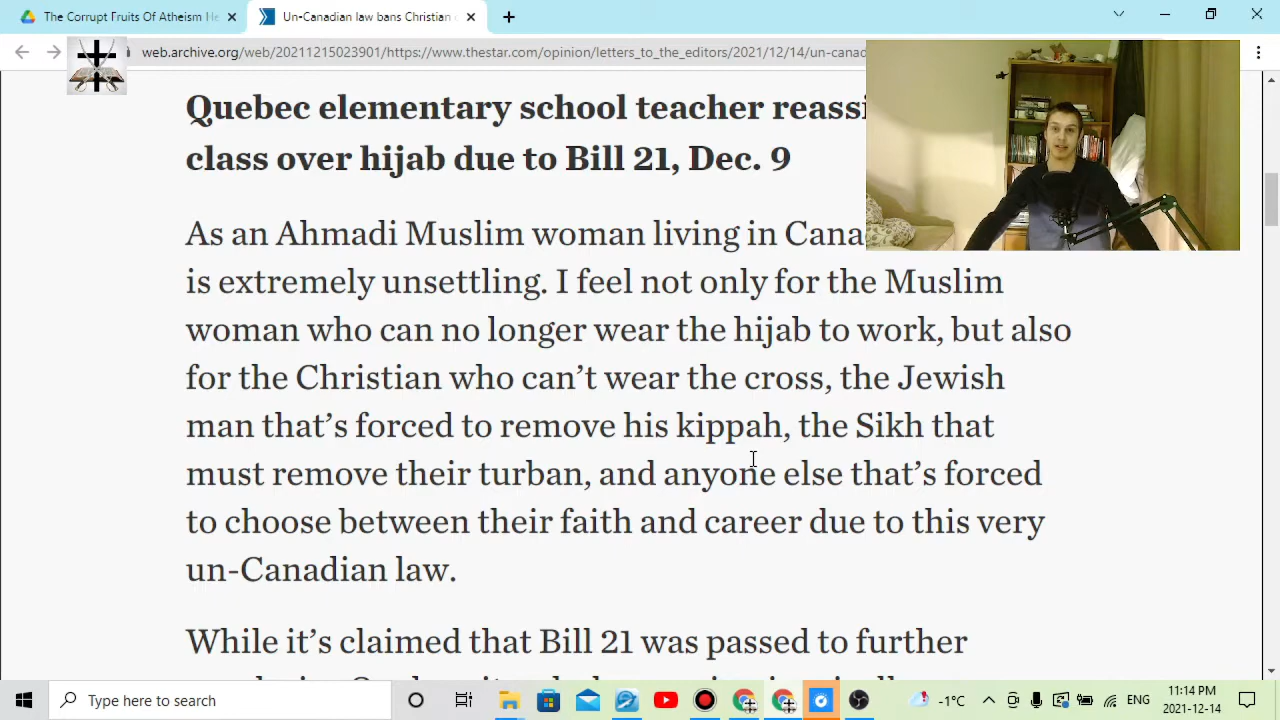 The Corrupt Fruits Of Atheism He
Un-Canadian law bans Christian
web.archive.org/web/20211215023901/https://www.thestar.com/opinion/letters_to_the_editors/2021/12/14/un-canad
Quebec elementary school teacher reassi
class over hijab due to Bill 21, Dec. 9
As an Ahmadi Muslim woman living in Cana
is extremely unsettling. I feel not only for the Muslim
woman who can no longer wear the hijab to work, but also
for the Christian who can’t wear the cross, the Jewish
man that’s forced to remove his kippah, the Sikh that
must remove their turban, and anyone else that’s forced
to choose between their faith and career due to this very
un-Canadian law.
While it’s claimed that Bill 21 was passed to further
Type here to search
-1°C
ENG
11:14 PM
2021-12-14